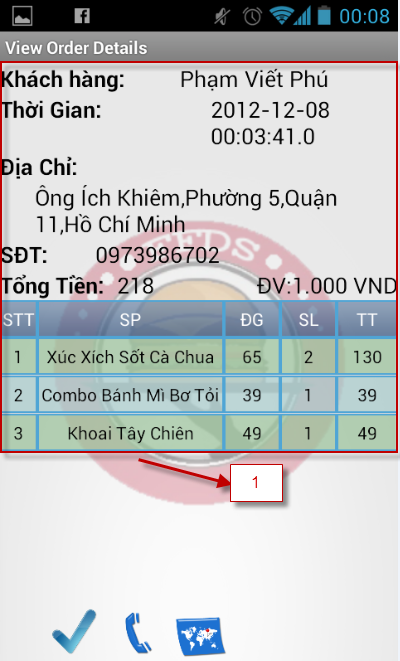 00:08
View Order Details
Khách hàng: Phạm Viết Phú
Thời Gian: 2012-12-08
00:03:41.0
Địa Chỉ:
Ông Ích Khiêm,Phường 5,Quận
11,Hồ Chí Minh
SĐT: 0973986702
Tổng Tiền: 218 ĐV:1.000 VND
STT SP ĐG SL TT
1 Xúc Xích Sốt Cà Chua 65 2 130
2 Combo Bánh Mì Bơ Tỏi 39 1 39
3 Khoai Tây Chiên 49 1 49
1